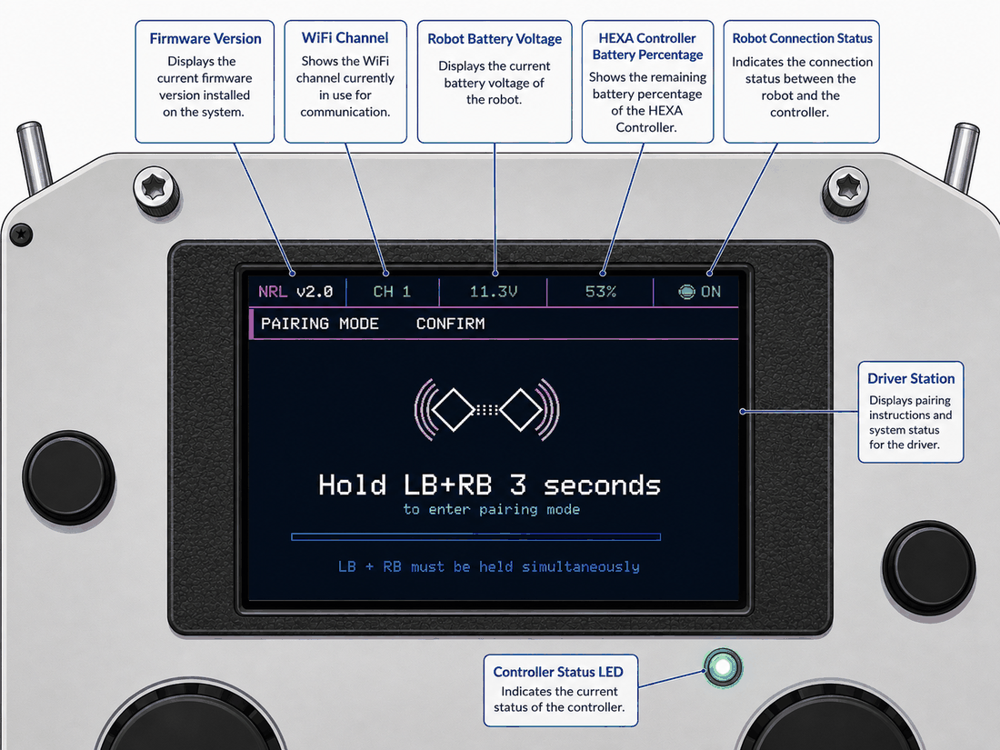 Firmware Version
Displays the
current firmware
version installed
on the system.
WiFi Channel
Shows the WiFi
channel currently
in use for
communication.
Robot Battery Voltage
Displays the current
battery voltage of
the robot.
HEXA Controller
Battery Percentage
Shows the remaining
battery percentage
of the HEXA
Controller.
Robot Connection Status
Indicates the connection
status between the
robot and the
controller.
NRL v2.0
CH 1
11.3V
53%
ON
PAIRING MODE CONFIRM
Hold LB+RB 3 seconds
to enter pairing mode
LB + RB must be held simultaneously
Driver Station
Displays pairing
instructions and
system status
for the driver.
Controller Status LED
Indicates the current
status of the controller.